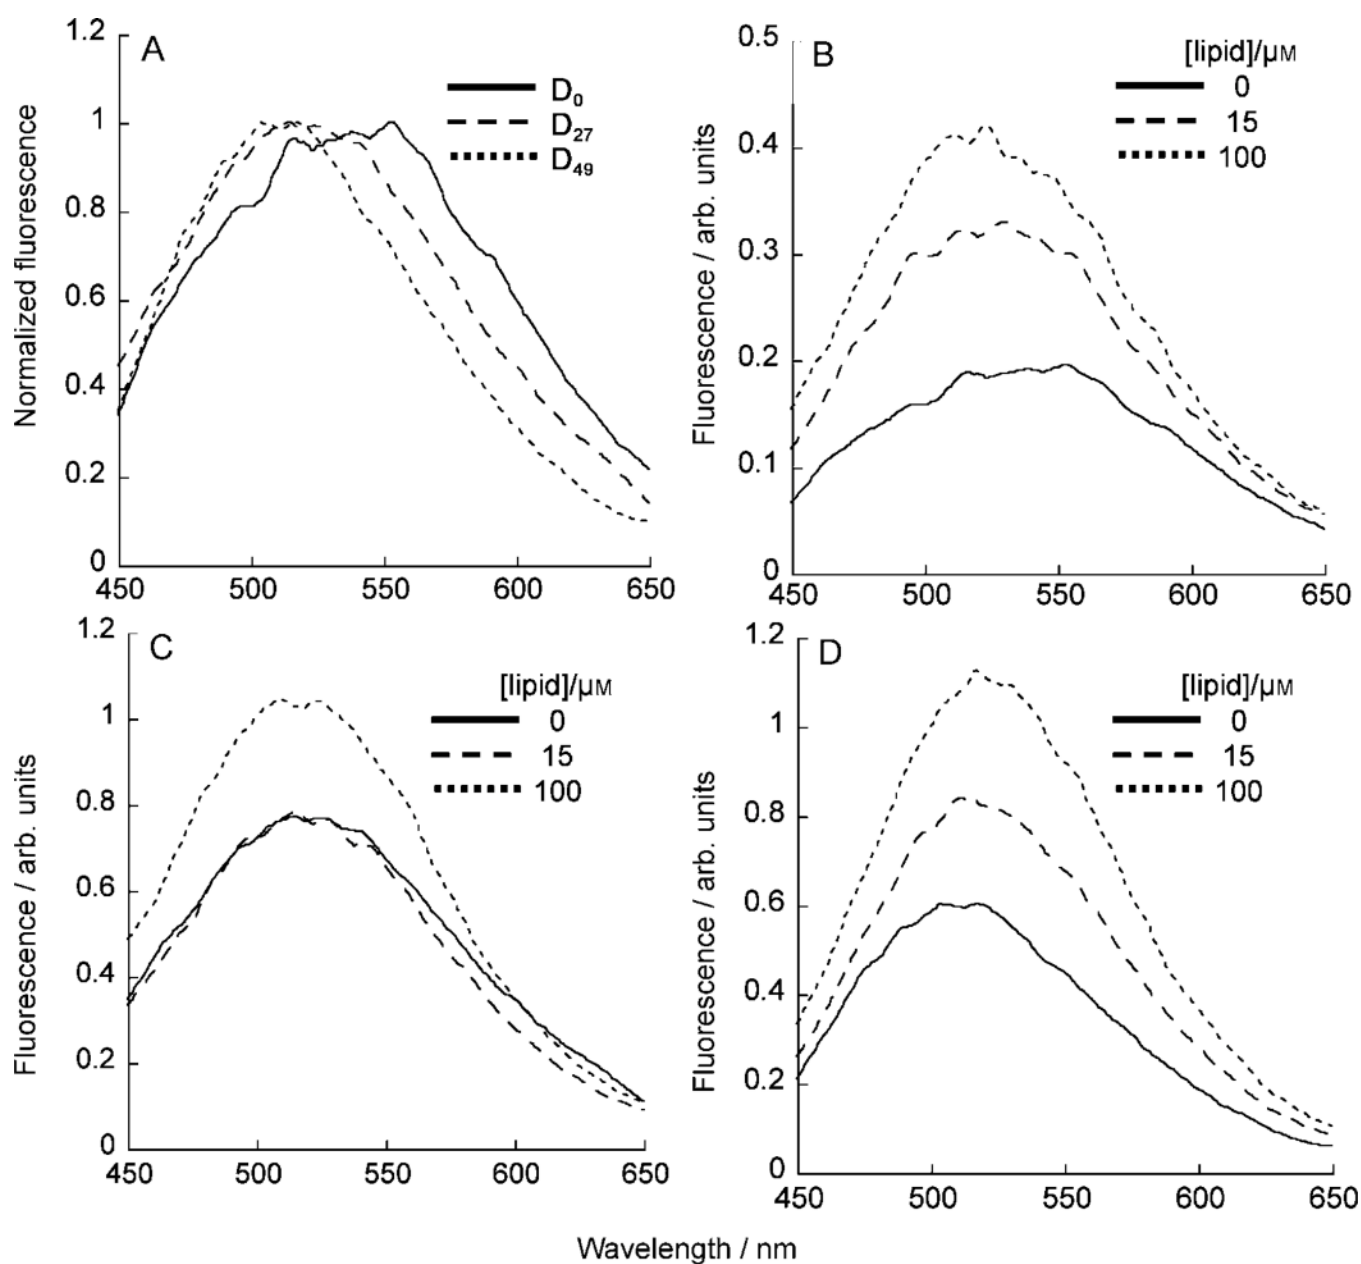 A
Normalized fluorescence
1.2
1
0.8
0.6
0.4
0.2
0
450 500 550 600 650
D₀
D₂₇
D₄₉
B
Fluorescence / arb. units
0.5
0.4
0.3
0.2
0.1
0
450 500 550 600 650
[lipid]/µM
0
15
100
C
Fluorescence / arb. units
1.2
1
0.8
0.6
0.4
0.2
0
450 500 550 600 650
[lipid]/µM
0
15
100
D
Fluorescence / arb. units
1.2
1
0.8
0.6
0.4
0.2
0
450 500 550 600 650
[lipid]/µM
0
15
100
Wavelength / nm